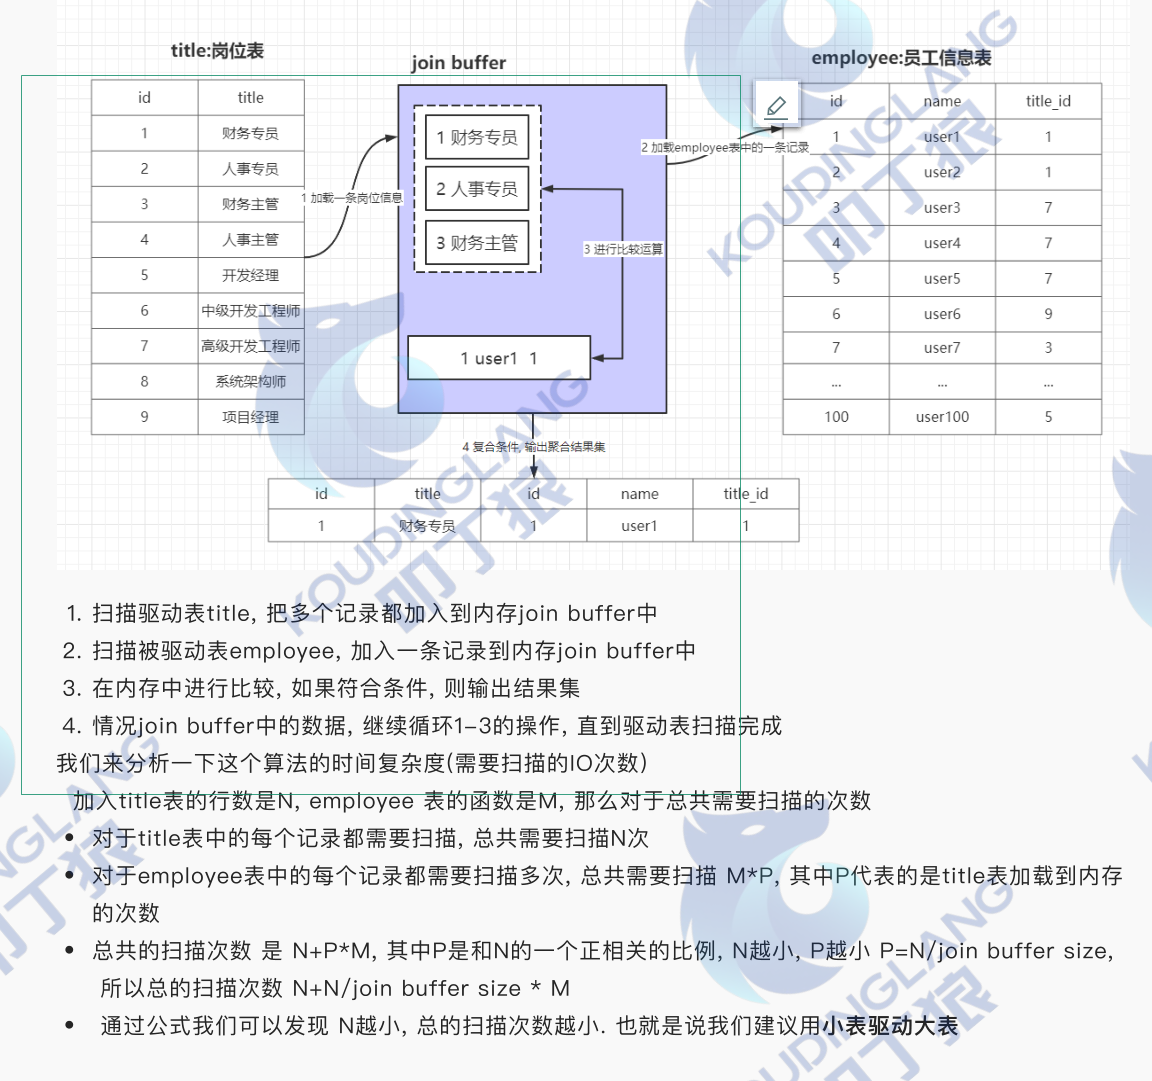 title:岗位表
id title
1 财务专员
2 人事专员
3 财务主管
4 人事主管
5 开发经理
6 中级开发工程师
7 高级开发工程师
8 系统架构师
9 项目经理
1 加载一条岗位信息
join buffer
1 财务专员
2 人事专员
3 财务主管
3 进行比较运算
1 user1 1
2 加载employee表中的一条记录
employee:员工信息表
id name title_id
1 user1 1
2 user2 1
3 user3 7
4 user4 7
5 user5 7
6 user6 9
7 user7 3
... ... ...
100 user100 5
4 复合条件, 输出聚合结果集
id title id name title_id
1 财务专员 1 user1 1
1. 扫描驱动表title, 把多个记录都加入到内存join buffer中
2. 扫描被驱动表employee, 加入一条记录到内存join buffer中
3. 在内存中进行比较, 如果符合条件, 则输出结果集
4. 情况join buffer中的数据, 继续循环1-3的操作, 直到驱动表扫描完成
我们来分析一下这个算法的时间复杂度(需要扫描的IO次数)
加入title表的行数是N, employee 表的函数是M, 那么对于总共需要扫描的次数
• 对于title表中的每个记录都需要扫描, 总共需要扫描N次
• 对于employee表中的每个记录都需要扫描多次, 总共需要扫描 M*P, 其中P代表的是title表加载到内存
的次数
• 总共的扫描次数 是 N+P*M, 其中P是和N的一个正相关的比例, N越小, P越小 P=N/join buffer size,
所以总的扫描次数 N+N/join buffer size * M
• 通过公式我们可以发现 N越小, 总的扫描次数越小. 也就是说我们建议用小表驱动大表
KOUDINGLANG
叩丁狼
KOUDINGLANG
叩丁狼
KOUDINGLANG
叩丁狼